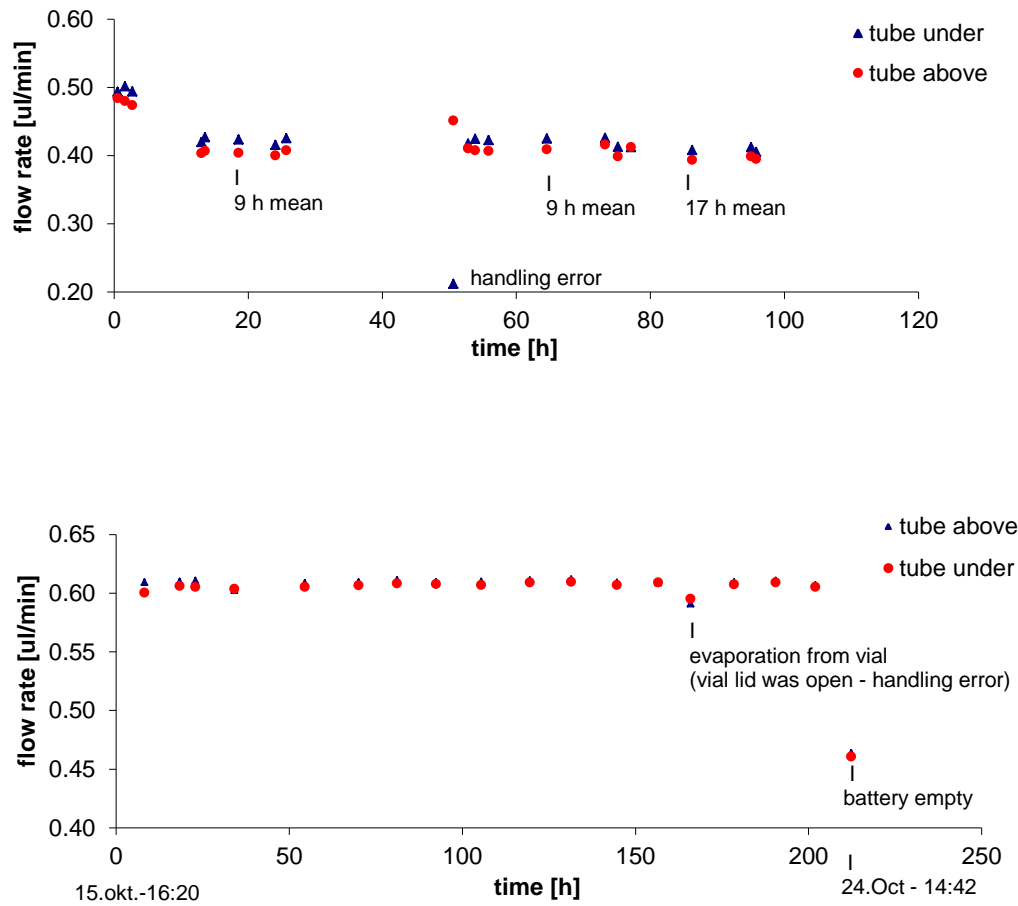 tube under
tube above
flow rate [ul/min]
0.60
0.50
0.40
0.30
0.20
9 h mean
9 h mean
17 h mean
handling error
0 20 40 60 80 100 120
time [h]
tube above
tube under
flow rate [ul/min]
0.65
0.60
0.55
0.50
0.45
0.40
evaporation from vial
(vial lid was open - handling error)
battery empty
0 50 100 150 200 250
time [h]
15.okt.-16:20
24.Oct - 14:42